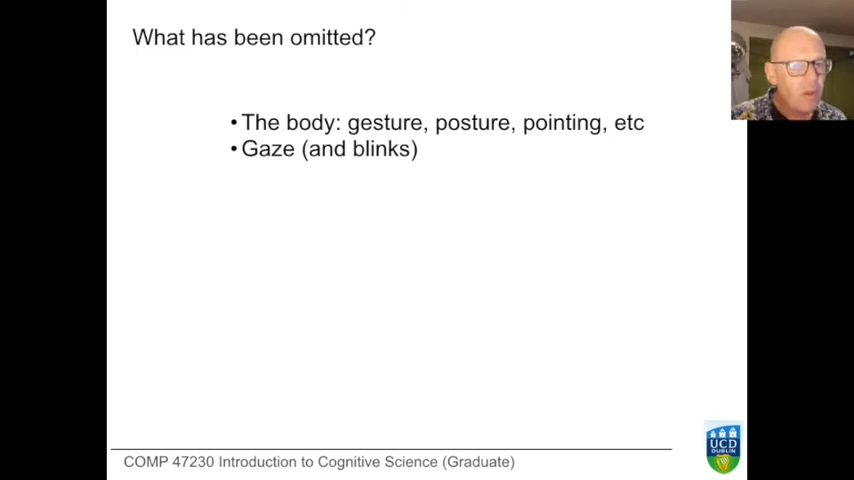 What has been omitted?
• The body: gesture, posture, pointing, etc
• Gaze (and blinks)
COMP 47230 Introduction to Cognitive Science (Graduate)
UCD
DUBLIN